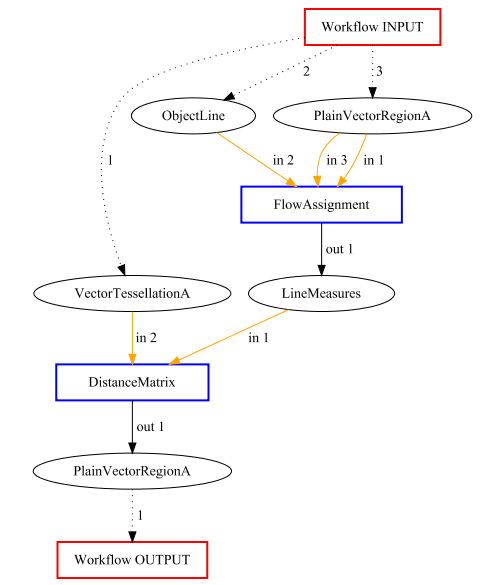 Workflow INPUT
2
3
ObjectLine
PlainVectorRegionA
1
in 2
in 3
in 1
FlowAssignment
out 1
VectorTessellationA
LineMeasures
in 2
in 1
DistanceMatrix
out 1
PlainVectorRegionA
1
Workflow OUTPUT